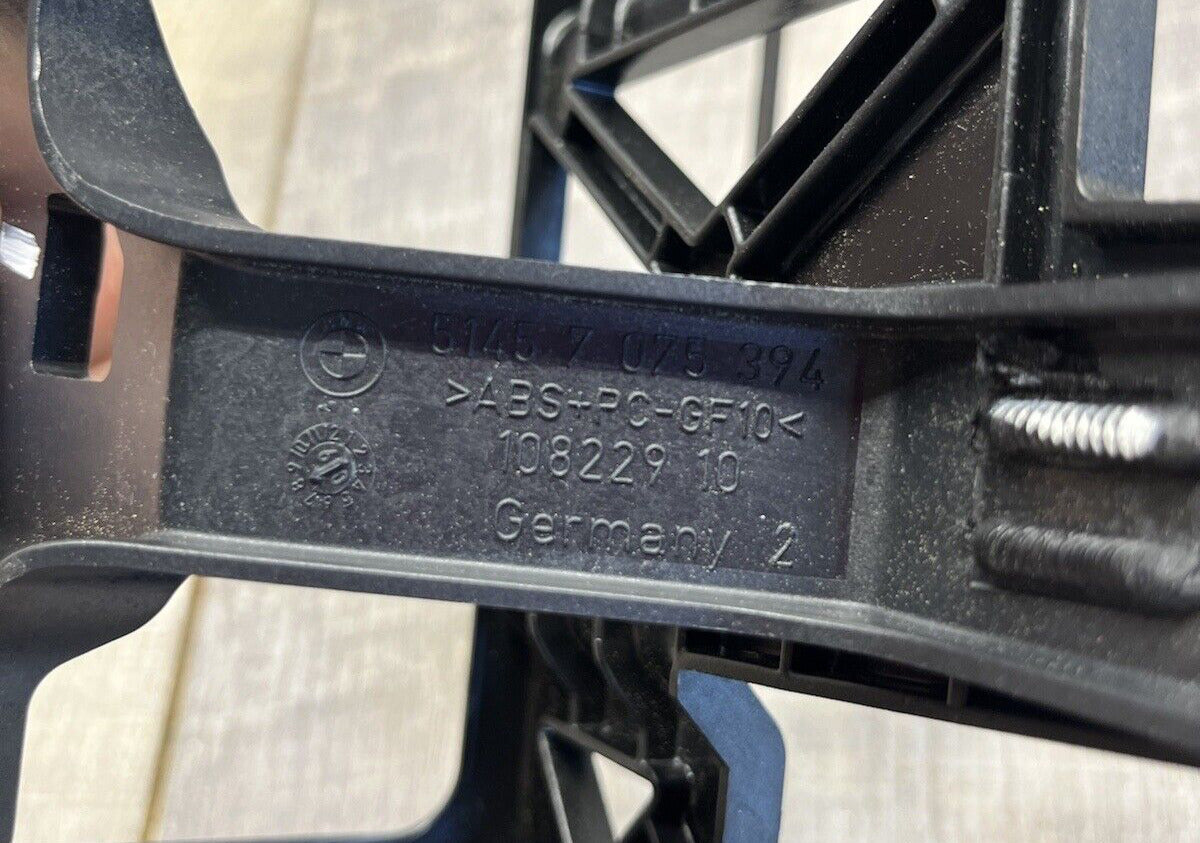 5145 7 075 394
>ABS+PC-GF10<
108229 10
Germany 2